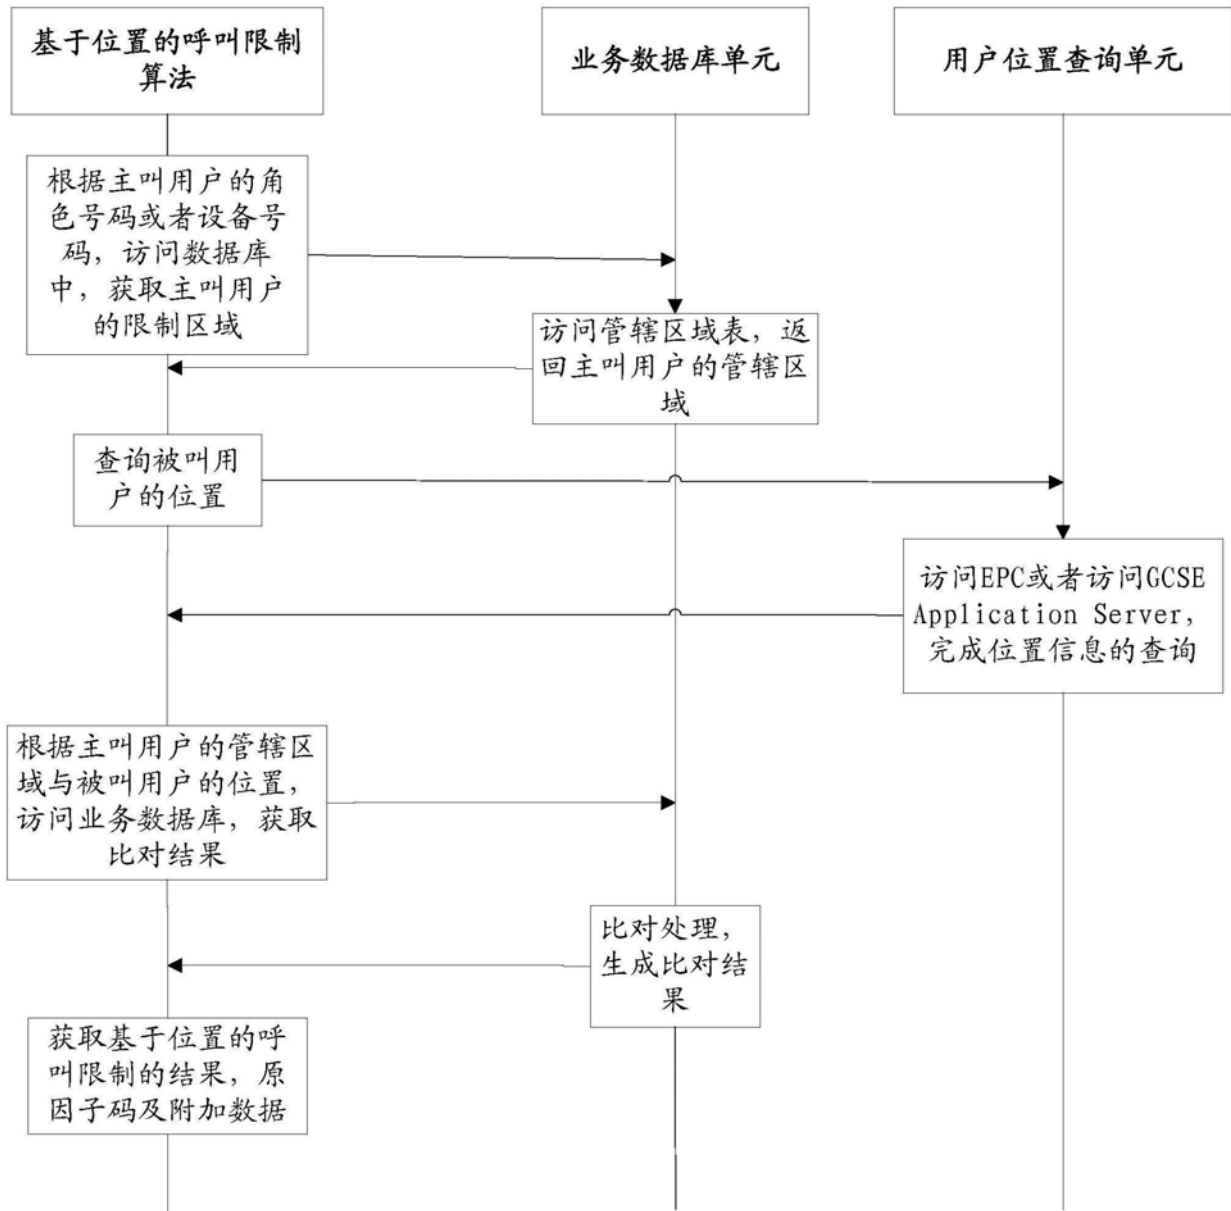 基于位置的呼叫限制
算法
业务数据库单元
用户位置查询单元
根据主叫用户的角
色号码或者设备号
码，访问数据库
中，获取主叫用户
的限制区域
访问管辖区域表，返
回主叫用户的管辖区
域
查询被叫用
户的位置
访问EPC或者访问GCSE
Application Server，
完成位置信息的查询
根据主叫用户的管辖区
域与被叫用户的位置，
访问业务数据库，获取
比对结果
比对处理，
生成比对结
果
获取基于位置的呼
叫限制的结果，原
因子码及附加数据